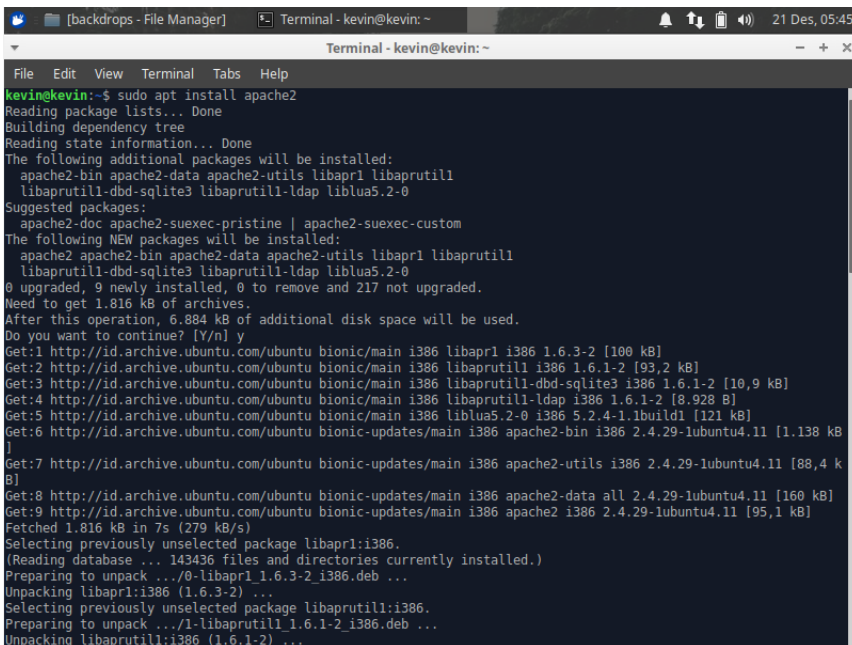 [backdrops - File Manager] Terminal - kevin@kevin: ~ 21 Des, 05:45
Terminal - kevin@kevin: ~
File Edit View Terminal Tabs Help
kevin@kevin:~$ sudo apt install apache2
Reading package lists... Done
Building dependency tree
Reading state information... Done
The following additional packages will be installed:
  apache2-bin apache2-data apache2-utils libapr1 libaprutil1
  libaprutil1-dbd-sqlite3 libaprutil1-ldap liblua5.2-0
Suggested packages:
  apache2-doc apache2-suexec-pristine | apache2-suexec-custom
The following NEW packages will be installed:
  apache2 apache2-bin apache2-data apache2-utils libapr1 libaprutil1
  libaprutil1-dbd-sqlite3 libaprutil1-ldap liblua5.2-0
0 upgraded, 9 newly installed, 0 to remove and 217 not upgraded.
Need to get 1.816 kB of archives.
After this operation, 6.884 kB of additional disk space will be used.
Do you want to continue? [Y/n] y
Get:1 http://id.archive.ubuntu.com/ubuntu bionic/main i386 libapr1 i386 1.6.3-2 [100 kB]
Get:2 http://id.archive.ubuntu.com/ubuntu bionic/main i386 libaprutil1 i386 1.6.1-2 [93,2 kB]
Get:3 http://id.archive.ubuntu.com/ubuntu bionic/main i386 libaprutil1-dbd-sqlite3 i386 1.6.1-2 [10,9 kB]
Get:4 http://id.archive.ubuntu.com/ubuntu bionic/main i386 libaprutil1-ldap i386 1.6.1-2 [8.928 B]
Get:5 http://id.archive.ubuntu.com/ubuntu bionic/main i386 liblua5.2-0 i386 5.2.4-1.1build1 [121 kB]
Get:6 http://id.archive.ubuntu.com/ubuntu bionic-updates/main i386 apache2-bin i386 2.4.29-1ubuntu4.11 [1.138 kB
]
Get:7 http://id.archive.ubuntu.com/ubuntu bionic-updates/main i386 apache2-utils i386 2.4.29-1ubuntu4.11 [88,4 k
B]
Get:8 http://id.archive.ubuntu.com/ubuntu bionic-updates/main i386 apache2-data all 2.4.29-1ubuntu4.11 [160 kB]
Get:9 http://id.archive.ubuntu.com/ubuntu bionic-updates/main i386 apache2 i386 2.4.29-1ubuntu4.11 [95,1 kB]
Fetched 1.816 kB in 7s (279 kB/s)
Selecting previously unselected package libapr1:i386.
(Reading database ... 143436 files and directories currently installed.)
Preparing to unpack .../0-libapr1_1.6.3-2_i386.deb ...
Unpacking libapr1:i386 (1.6.3-2) ...
Selecting previously unselected package libaprutil1:i386.
Preparing to unpack .../1-libaprutil1_1.6.1-2_i386.deb ...
Unpacking libaprutil1:i386 (1.6.1-2) ...